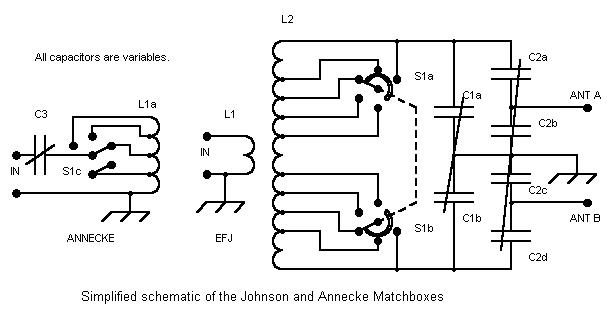 L2
All capacitors are variables.
S1a
C2a
L1a
C3
L1
C1a
ANT A
C2b
IN
S1c
IN
C2c
S1b
C1b
ANT B
ANNECKE
EFJ
C2d
Simplified schematic of the Johnson and Annecke Matchboxes